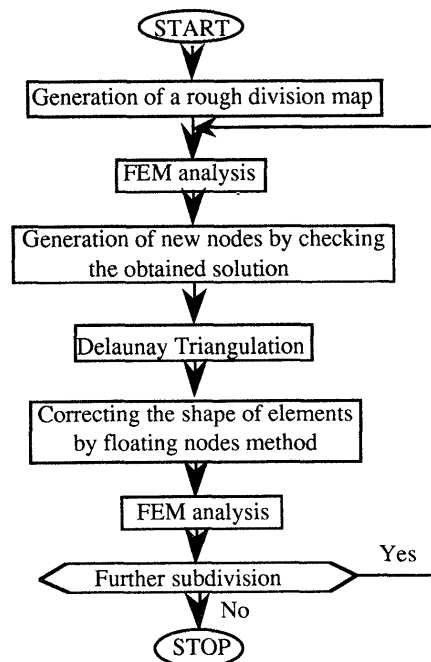 START
Generation of a rough division map
FEM analysis
Generation of new nodes by checking
the obtained solution
Delaunay Triangulation
Correcting the shape of elements
by floating nodes method
FEM analysis
Further subdivision
Yes
No
STOP